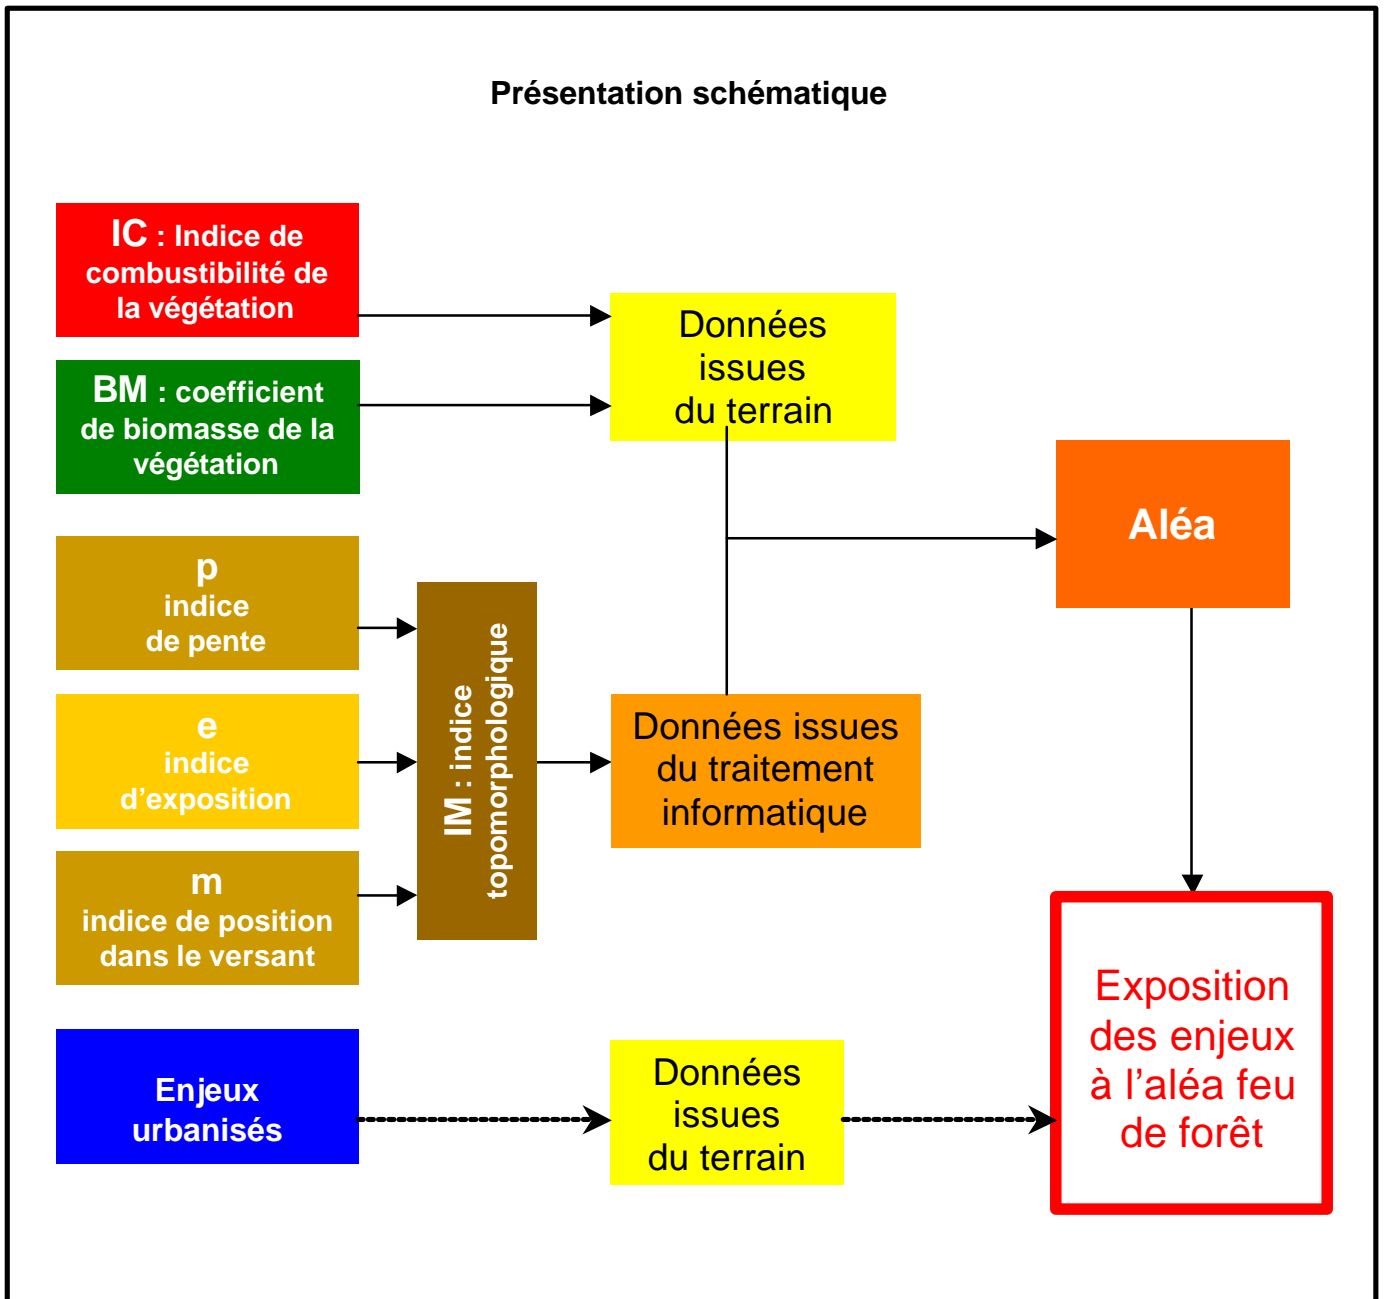 Présentation schématique
IC : Indice de
combustibilité de
la végétation
BM : coefficient
de biomasse de la
végétation
Données
issues
du terrain
Aléa
p
indice
de pente
e
indice
d'exposition
m
indice de position
dans le versant
IM : indice
topomorphologique
Données issues
du traitement
informatique
Enjeux
urbanisés
Données
issues
du terrain
Exposition
des enjeux
à l'aléa feu
de forêt